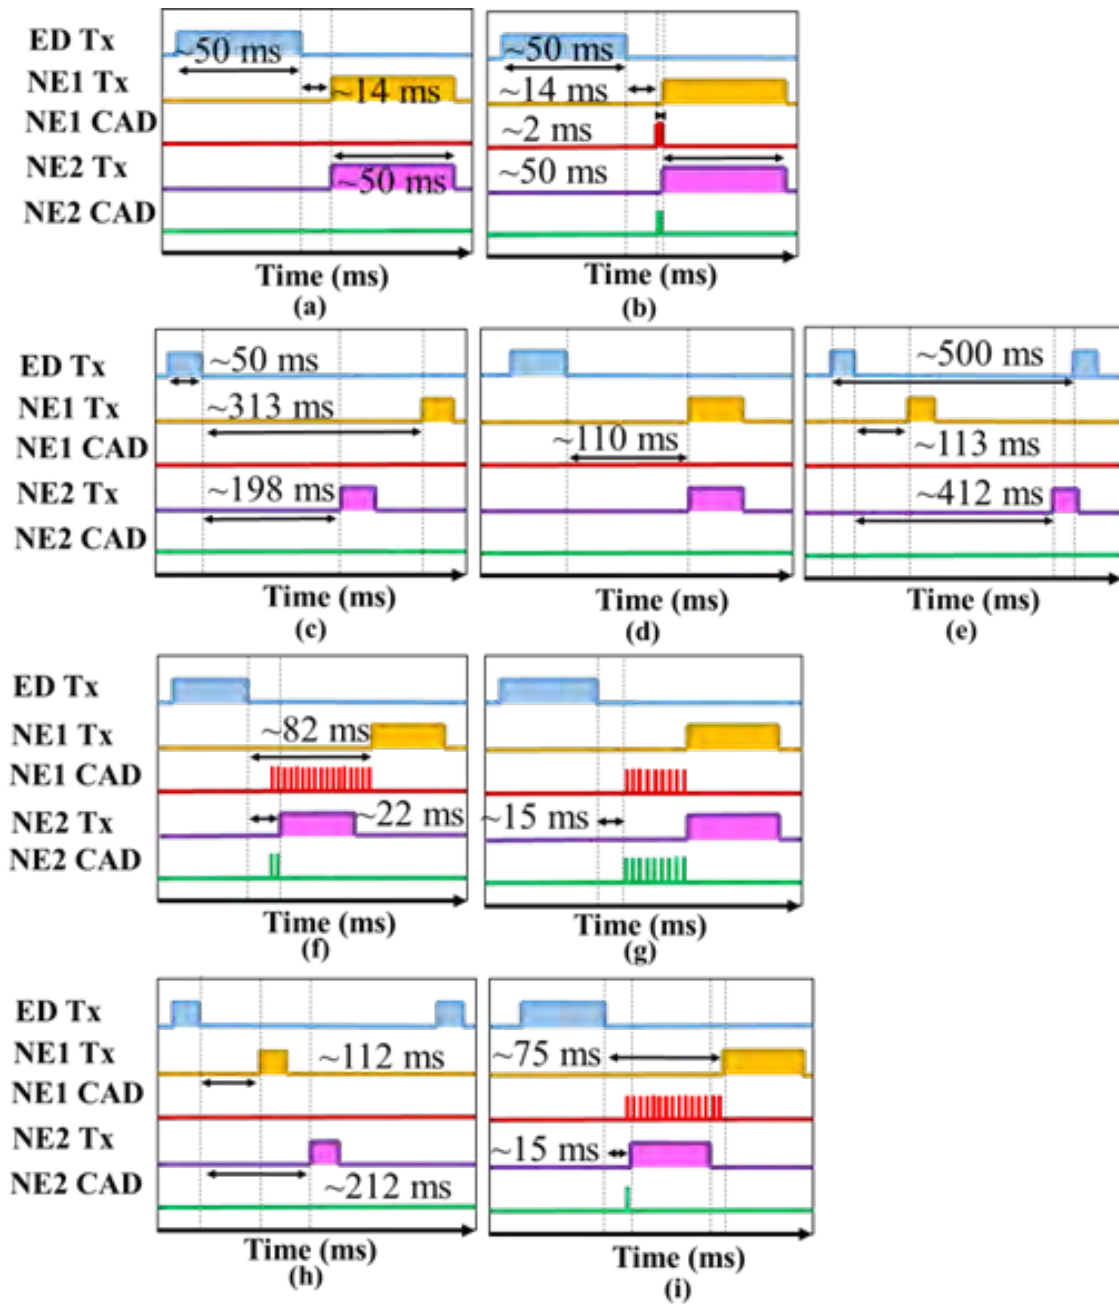 ED Tx
NE1 Tx
NE1 CAD
NE2 Tx
NE2 CAD
~50 ms
~14 ms
~50 ms
Time (ms)
(a)
~50 ms
~14 ms
~2 ms
~50 ms
Time (ms)
(b)
ED Tx
NE1 Tx
NE1 CAD
NE2 Tx
NE2 CAD
~50 ms
~313 ms
~198 ms
Time (ms)
(c)
~110 ms
Time (ms)
(d)
~500 ms
~113 ms
~412 ms
Time (ms)
(e)
ED Tx
NE1 Tx
NE1 CAD
NE2 Tx
NE2 CAD
~82 ms
~22 ms
Time (ms)
(f)
~15 ms
Time (ms)
(g)
ED Tx
NE1 Tx
NE1 CAD
NE2 Tx
NE2 CAD
~112 ms
~212 ms
Time (ms)
(h)
~75 ms
~15 ms
Time (ms)
(i)